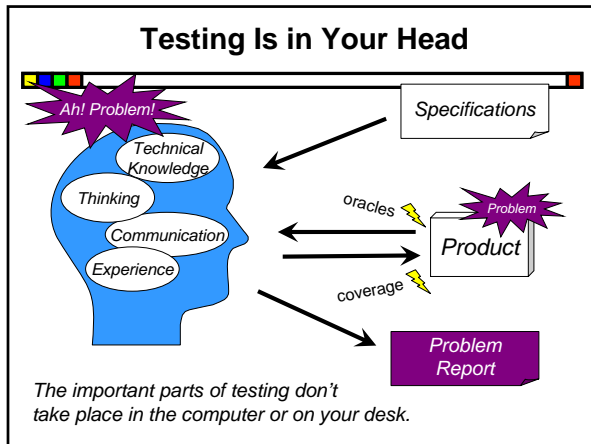 Testing Is in Your Head
Ah! Problem!
Specifications
Technical
Knowledge
Thinking
Communication
Experience
oracles
Problem
Product
coverage
Problem
Report
The important parts of testing don't
take place in the computer or on your desk.